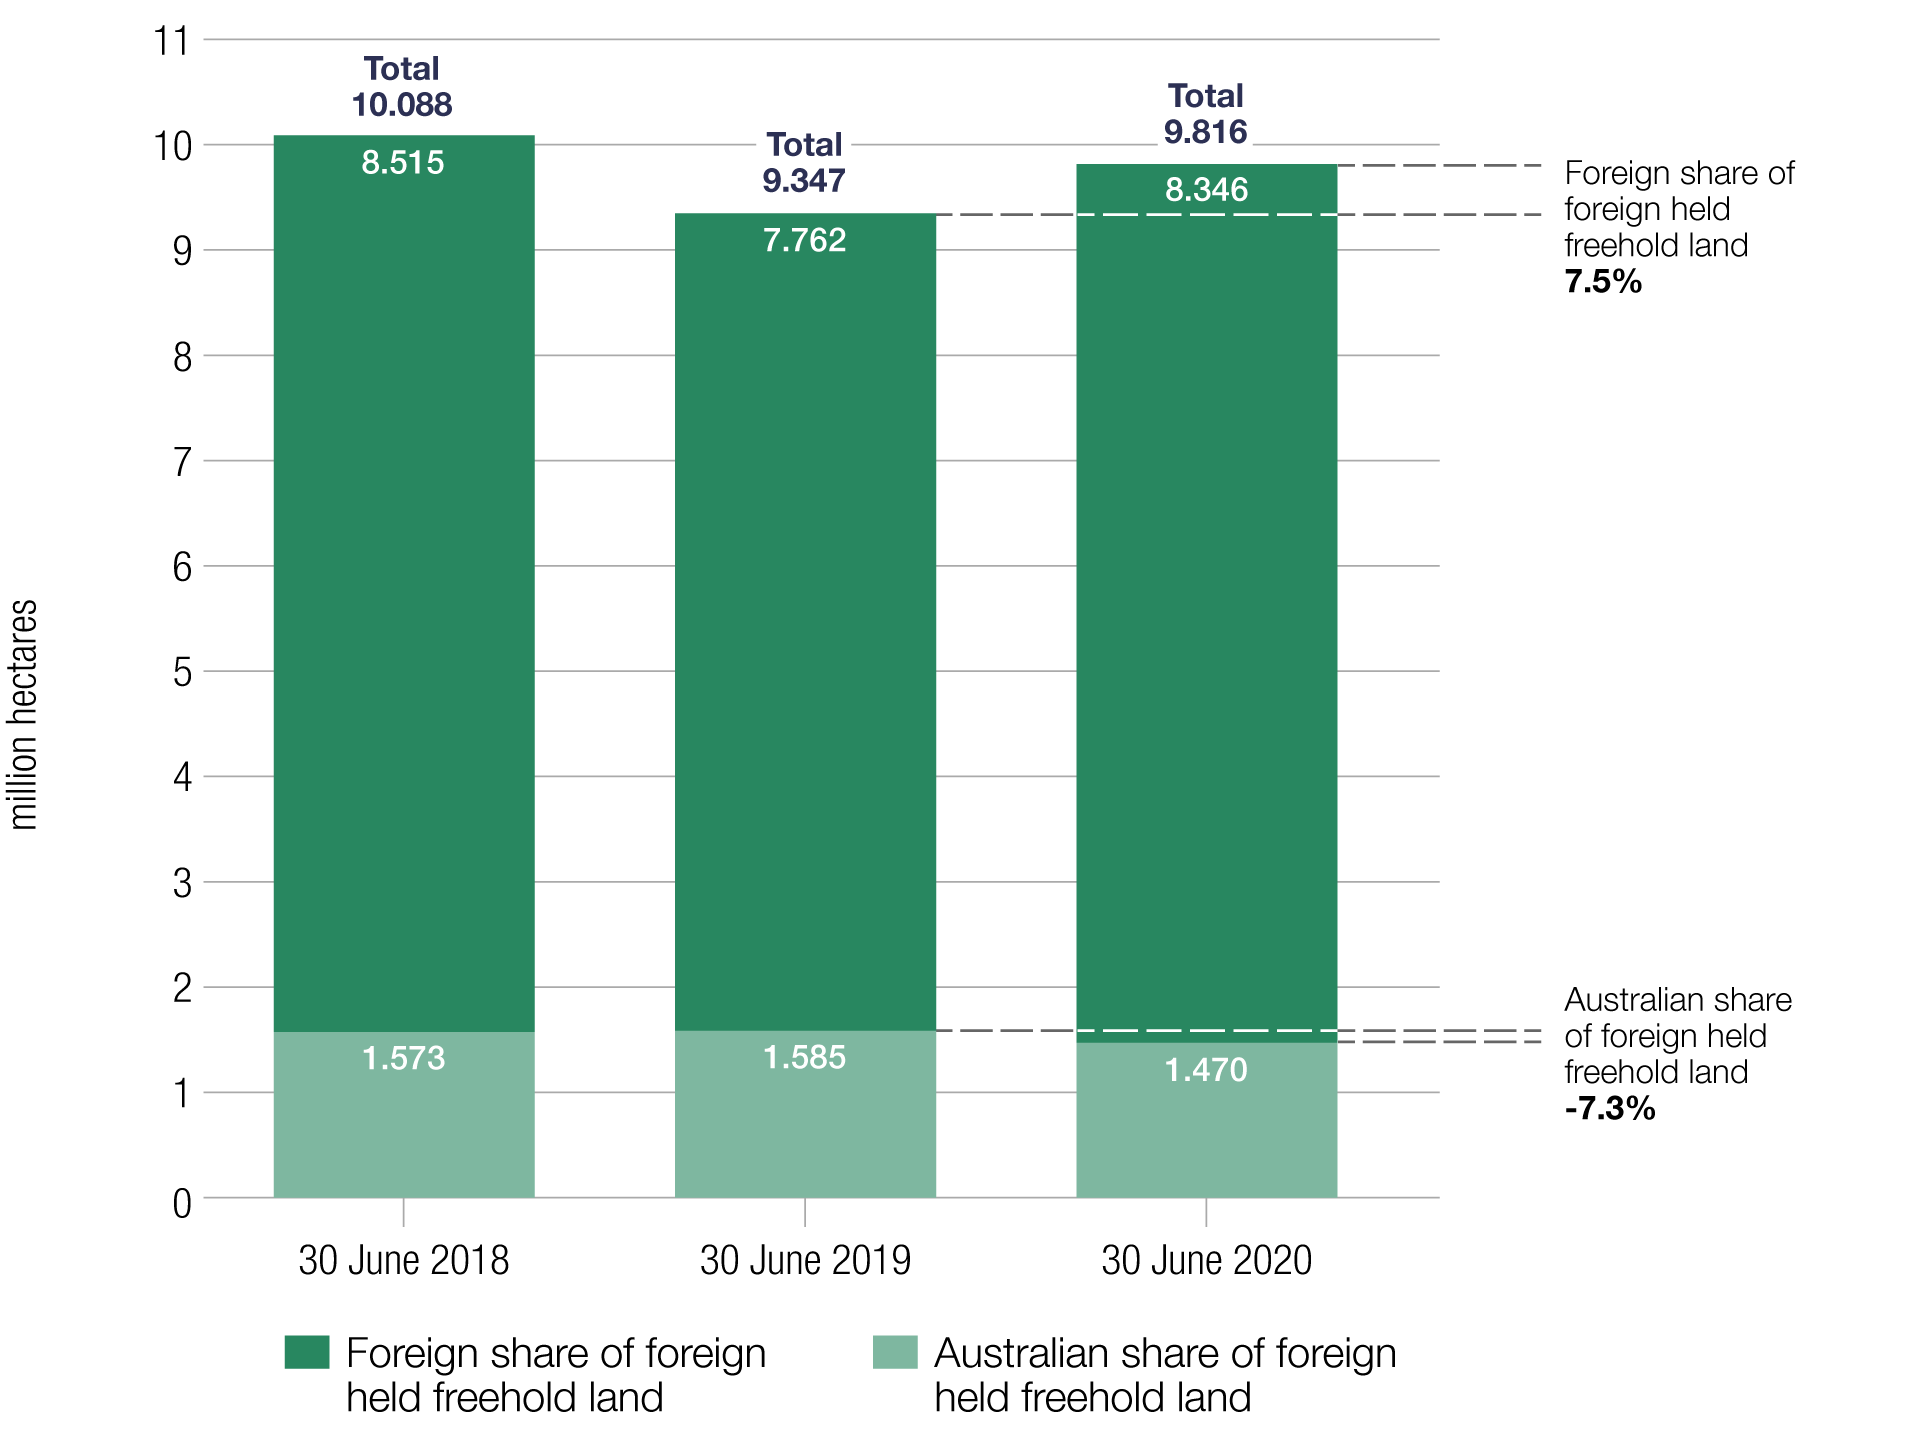 million hectares
11
10
9
8
7
6
5
4
3
2
1
0
Total
10.088
8.515
1.573
Total
9.347
7.762
1.585
Total
9.816
8.346
1.470
Foreign share of
foreign held
freehold land
7.5%
Australian share
of foreign held
freehold land
-7.3%
30 June 2018
30 June 2019
30 June 2020
Foreign share of foreign
held freehold land
Australian share of foreign
held freehold land